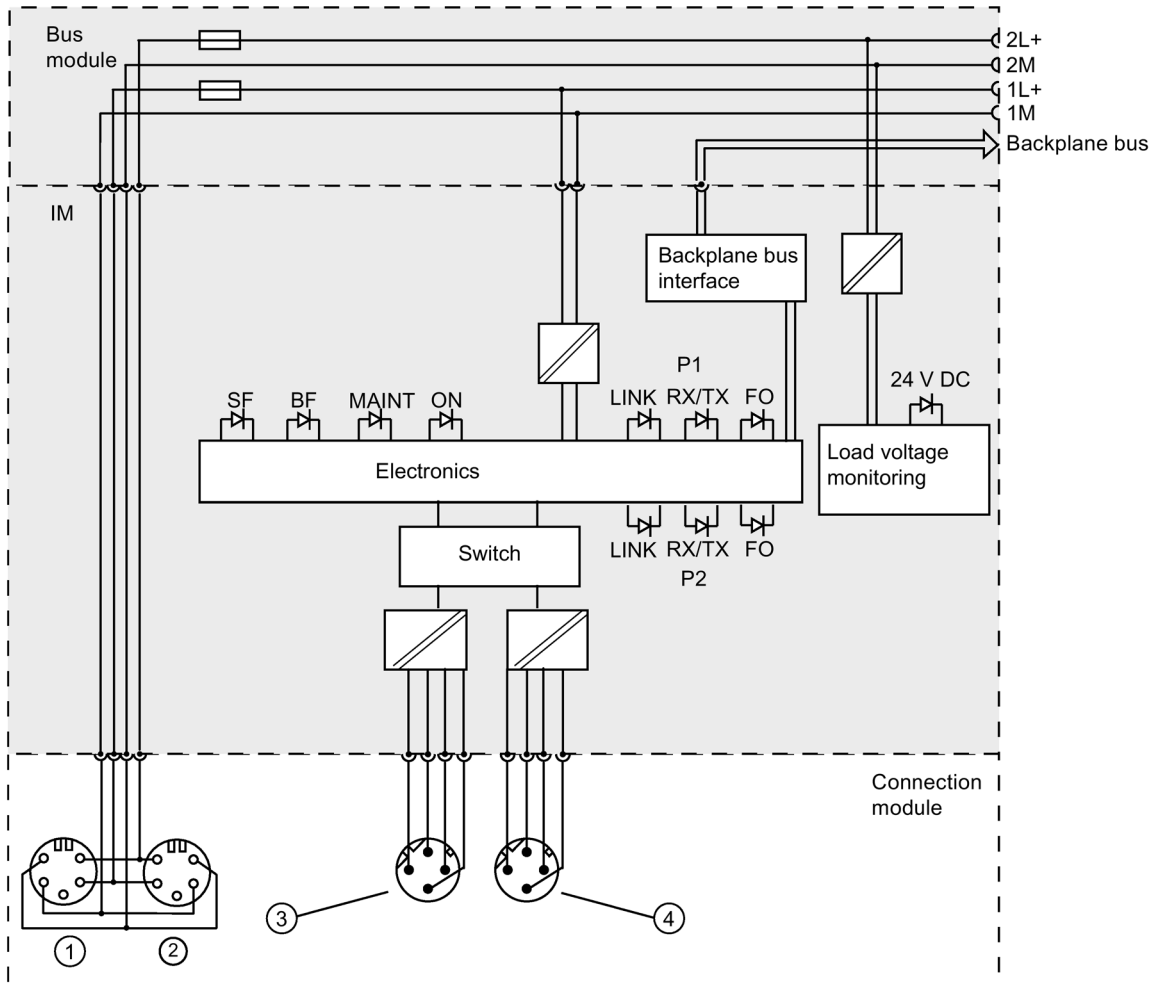 Bus
module
2L+
2M
1L+
1M
Backplane bus
IM
Backplane bus
interface
P1
24 V DC
SF BF MAINT ON LINK RX/TX FO
Electronics
Load voltage
monitoring
Switch
LINK RX/TX FO
P2
Connection
module
3
4
1
2